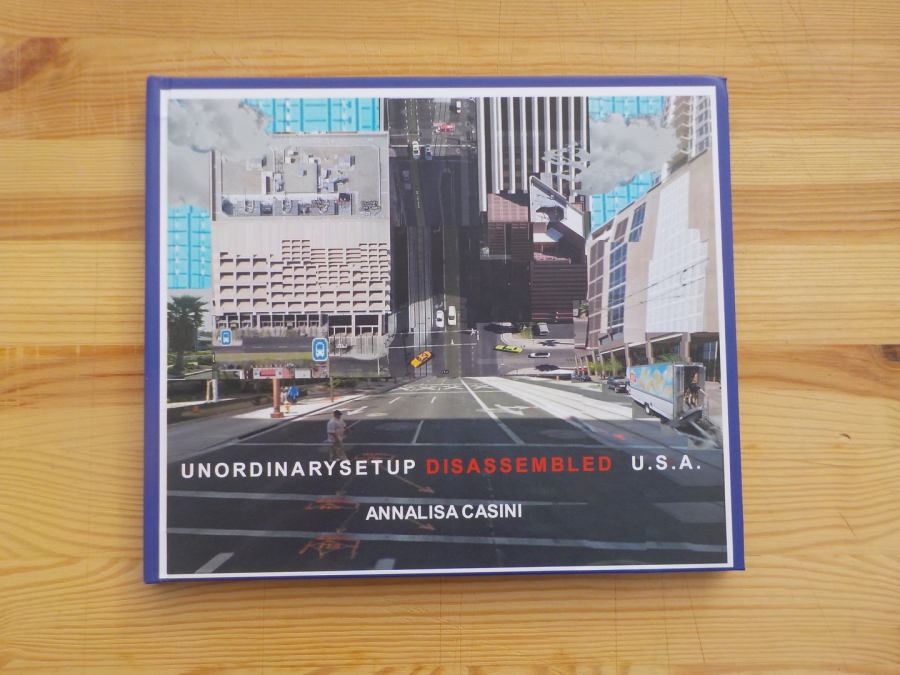 UNORDINARYSETUP DISASSEMBLED U.S.A.
ANNALISA CASINI